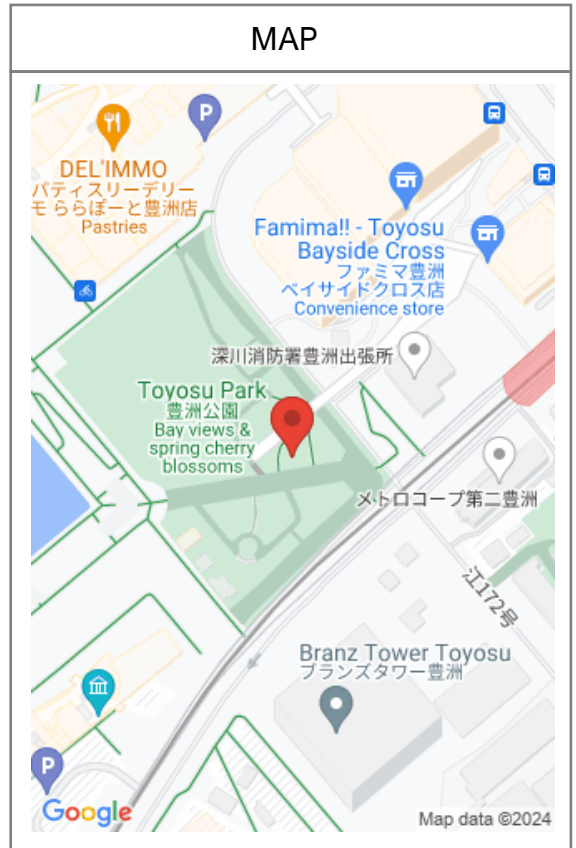 MAP
P
DEL'IMMO
パティスリーデリー
モ ららぽーと豊洲店
Pastries
Famima!! - Toyosu
Bayside Cross
ファミマ豊洲
ベイサイドクロス店
Convenience store
深川消防署豊洲出張所
Toyosu Park
豊洲公園
Bay views &
spring cherry
blossoms
メトロコープ第二豊洲
江172号
Branz Tower Toyosu
ブランズタワー豊洲
P
Google
Map data ©2024